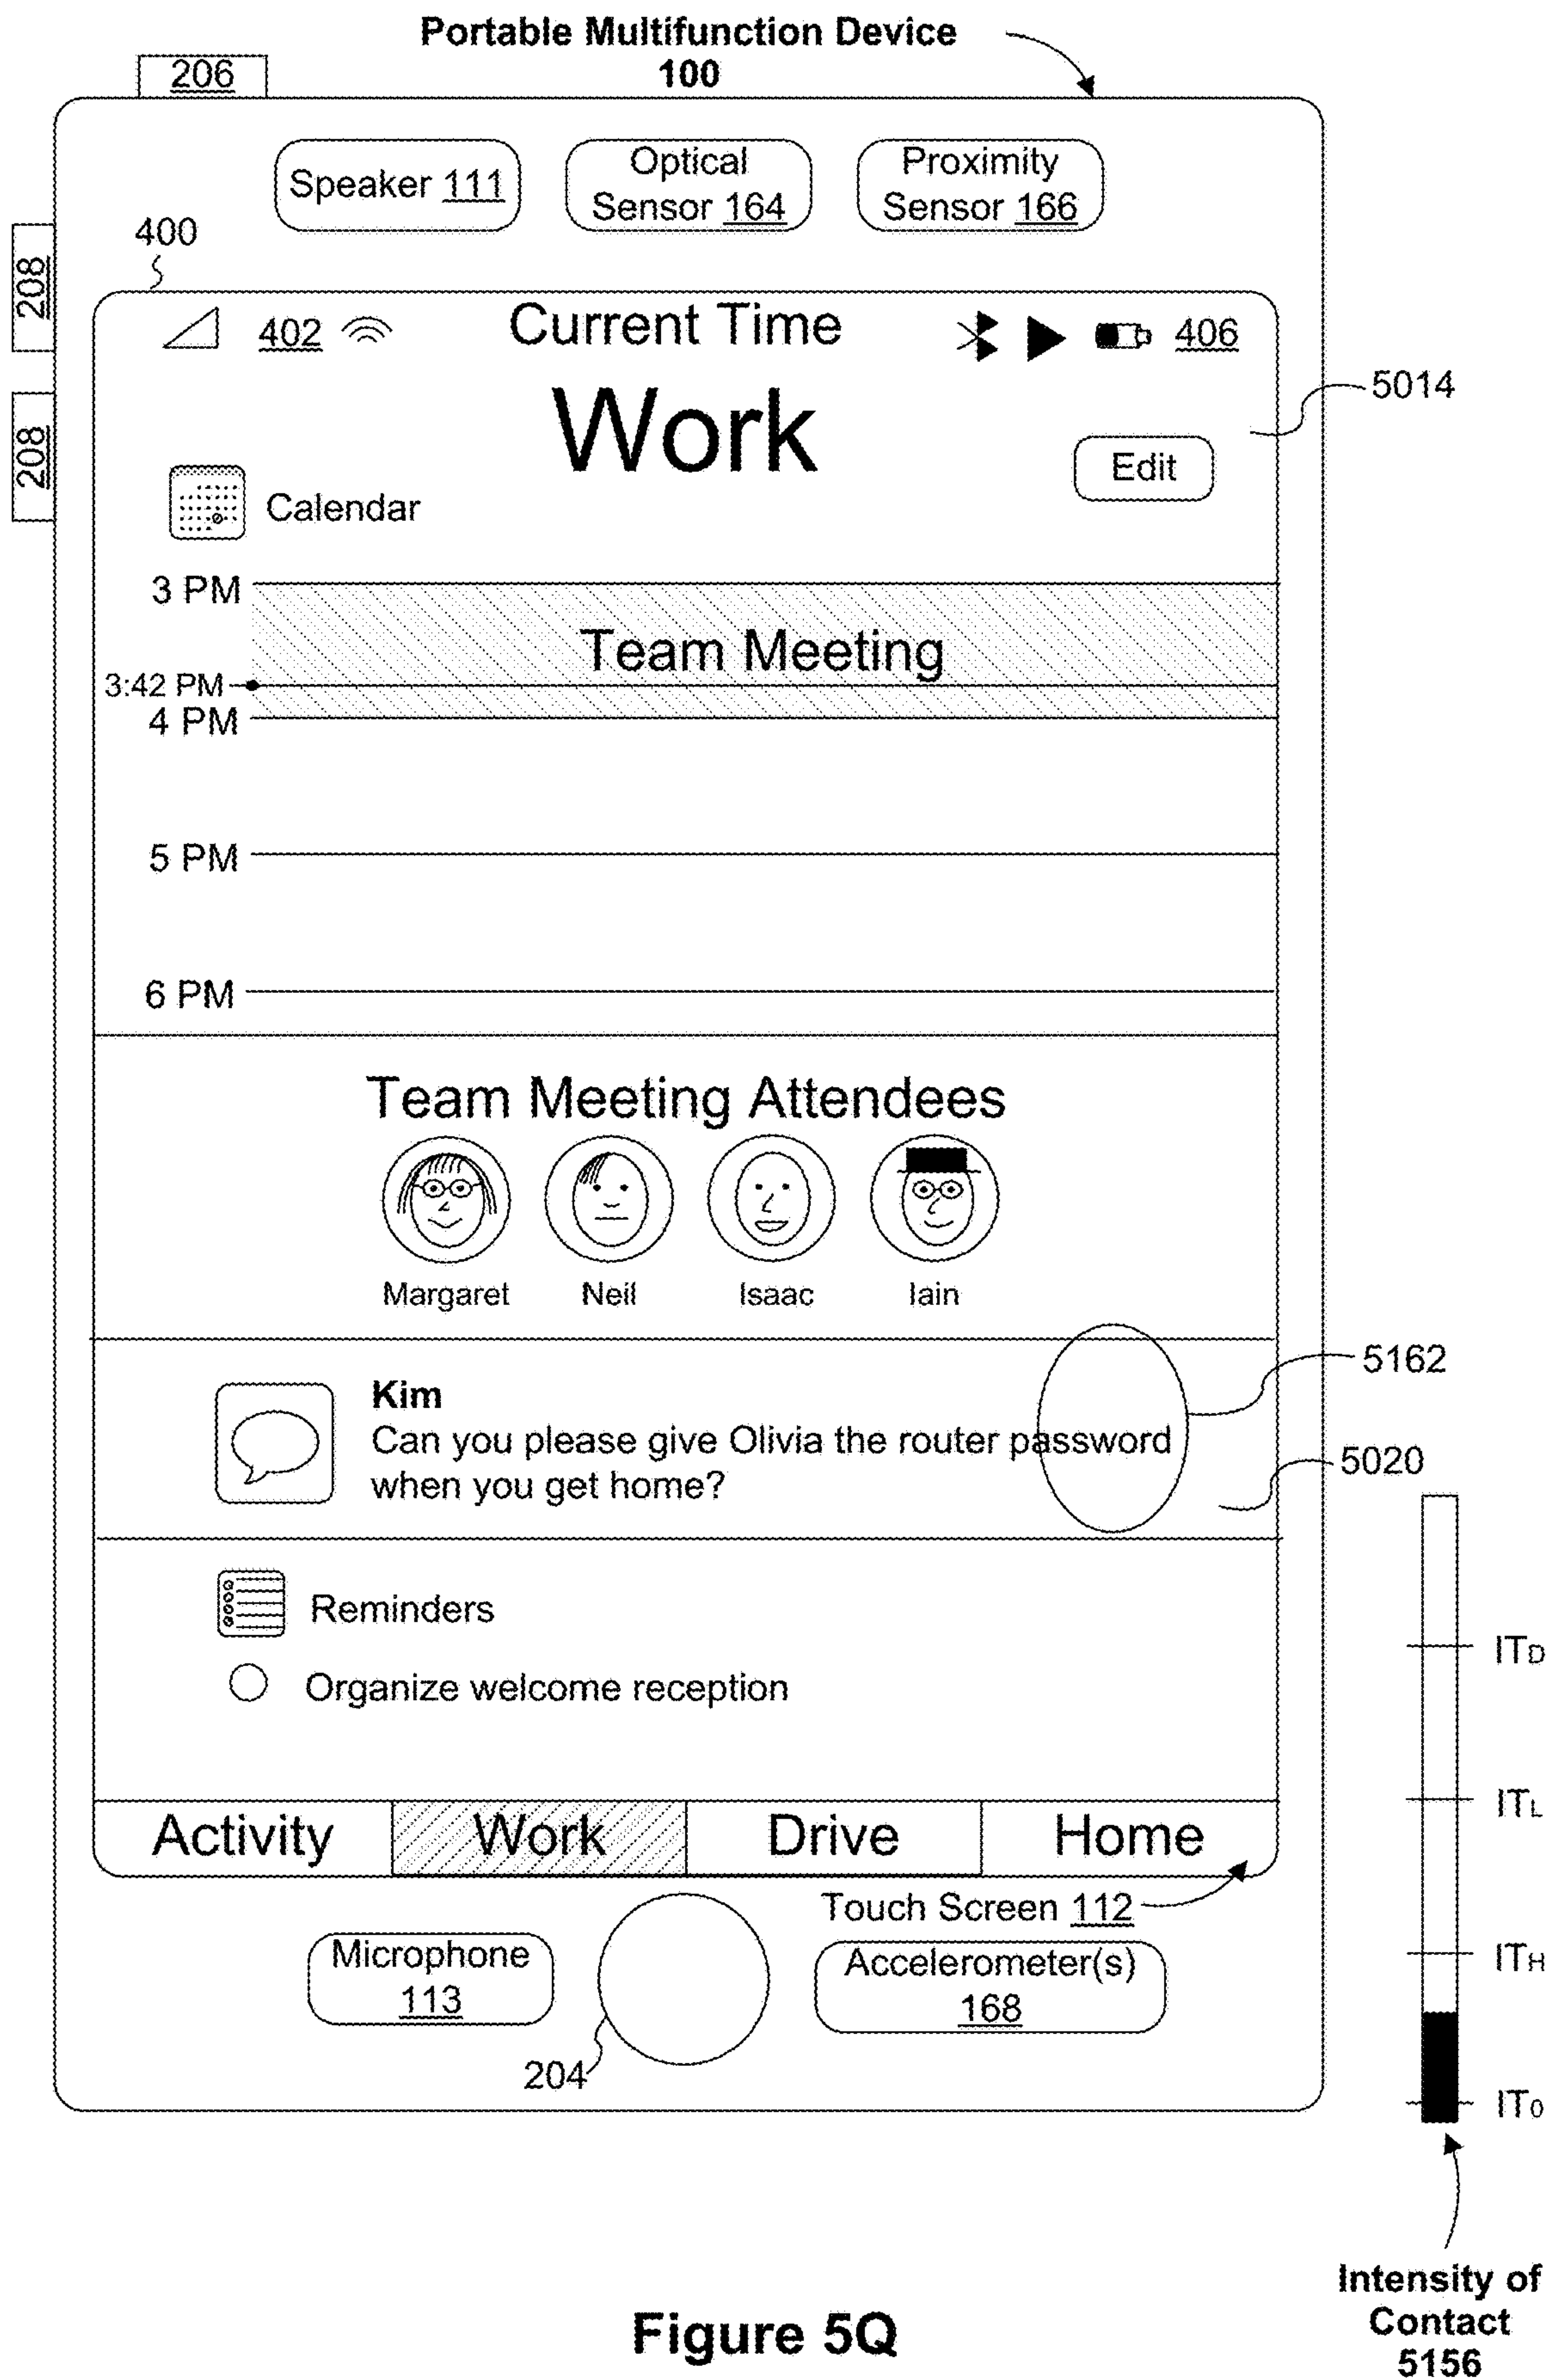 Portable Multifunction Device
100
206
Speaker 111
Optical
Sensor 164
Proximity
Sensor 166
208
208
400
402
Current Time
406
Work
5014
Edit
Calendar
3 PM
Team Meeting
3:42 PM
4 PM
5 PM
6 PM
Team Meeting Attendees
Margaret
Neil
Isaac
Iain
5162
Kim
Can you please give Olivia the router password
when you get home?
5020
Reminders
Organize welcome reception
ITD
ITL
ITH
IT0
Activity
Work
Drive
Home
Touch Screen 112
Microphone
113
Accelerometer(s)
168
204
Intensity of
Contact
5156
Figure 5Q